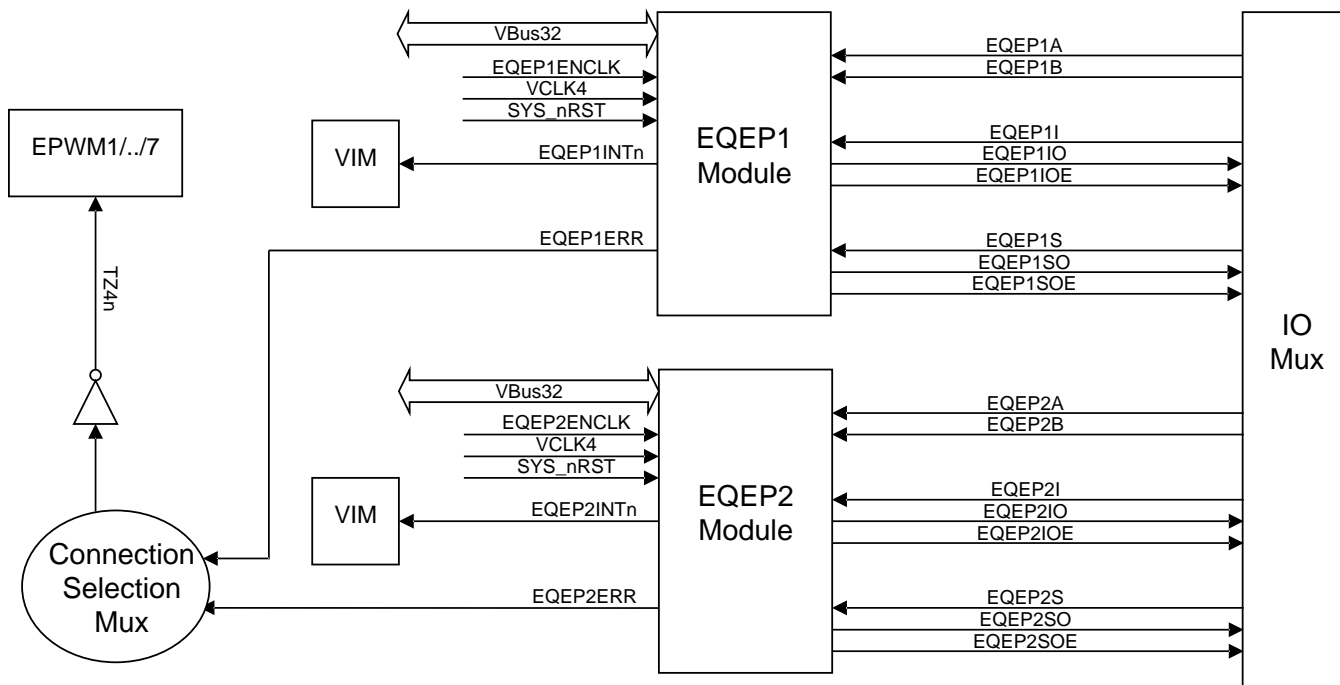 VBus32
EQEP1ENCLK
VCLK4
SYS_nRST
EPWM1/../7
VIM
EQEP1INTn
EQEP1
Module
EQEP1ERR
EQEP1A
EQEP1B
EQEP1I
EQEP1IO
EQEP1IOE
EQEP1S
EQEP1SO
EQEP1SOE
TZ4n
IO
Mux
VBus32
EQEP2ENCLK
VCLK4
SYS_nRST
VIM
EQEP2INTn
EQEP2
Module
EQEP2ERR
EQEP2A
EQEP2B
EQEP2I
EQEP2IO
EQEP2IOE
EQEP2S
EQEP2SO
EQEP2SOE
Connection
Selection
Mux